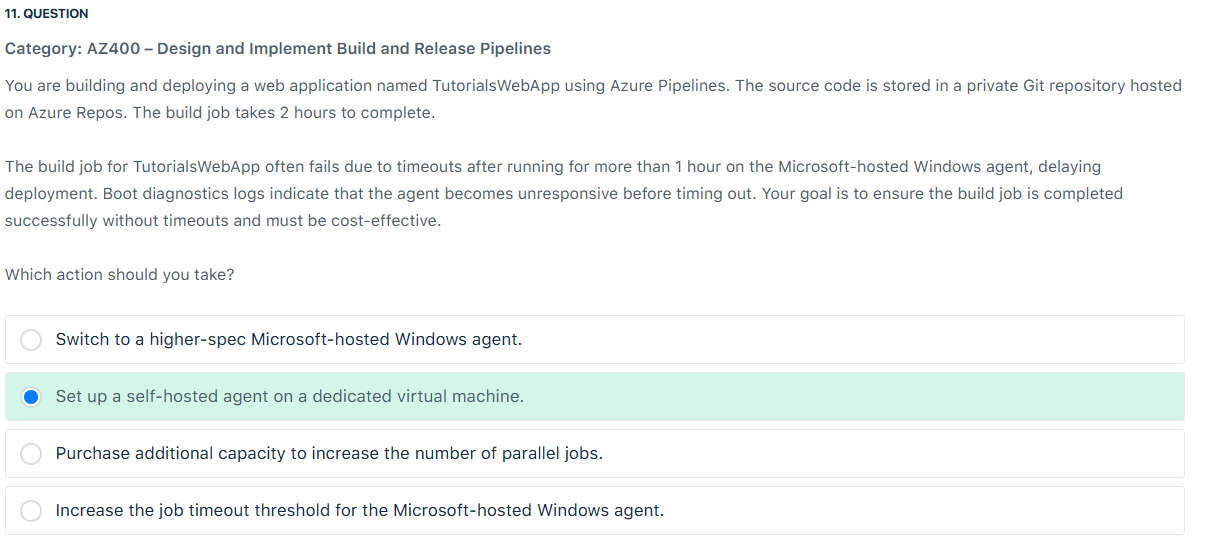 11. QUESTION
Category: AZ400 – Design and Implement Build and Release Pipelines
You are building and deploying a web application named TutorialsWebApp using Azure Pipelines. The source code is stored in a private Git repository hosted
on Azure Repos. The build job takes 2 hours to complete.
The build job for TutorialsWebApp often fails due to timeouts after running for more than 1 hour on the Microsoft-hosted Windows agent, delaying
deployment. Boot diagnostics logs indicate that the agent becomes unresponsive before timing out. Your goal is to ensure the build job is completed
successfully without timeouts and must be cost-effective.
Which action should you take?
Switch to a higher-spec Microsoft-hosted Windows agent.
Set up a self-hosted agent on a dedicated virtual machine.
Purchase additional capacity to increase the number of parallel jobs.
Increase the job timeout threshold for the Microsoft-hosted Windows agent.